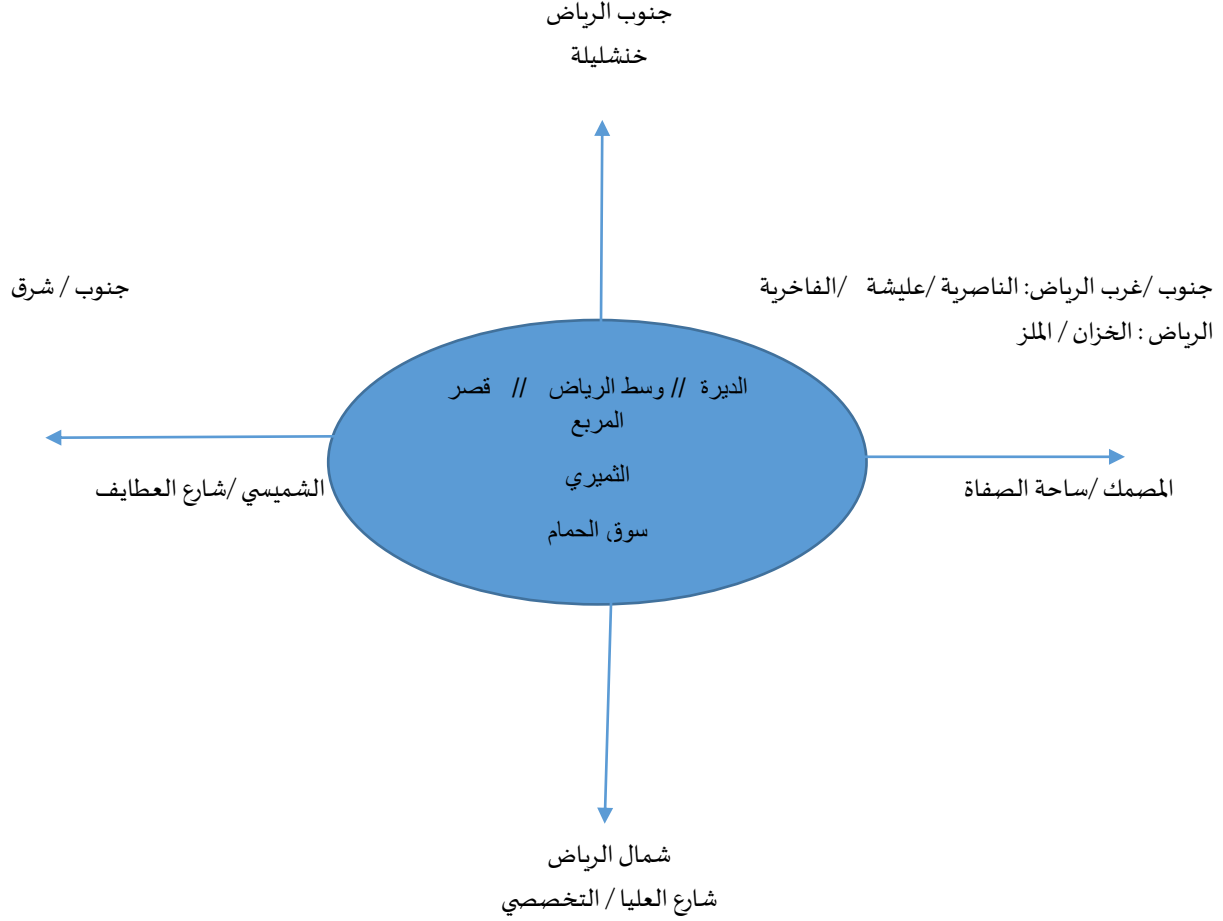 جنوب الرياض
خنشليلة
جنوب /غرب الرياض: الناصرية /عليشة /الفاخرية
جنوب / شرق
الرياض : الخزان / الملز
الديرة // وسط الرياض // قصر
المربع
الثميري
سوق الحمام
المصمك /ساحة الصفاة
الشميسي /شارع العطايف
شمال الرياض
شارع العليا / التخصصي